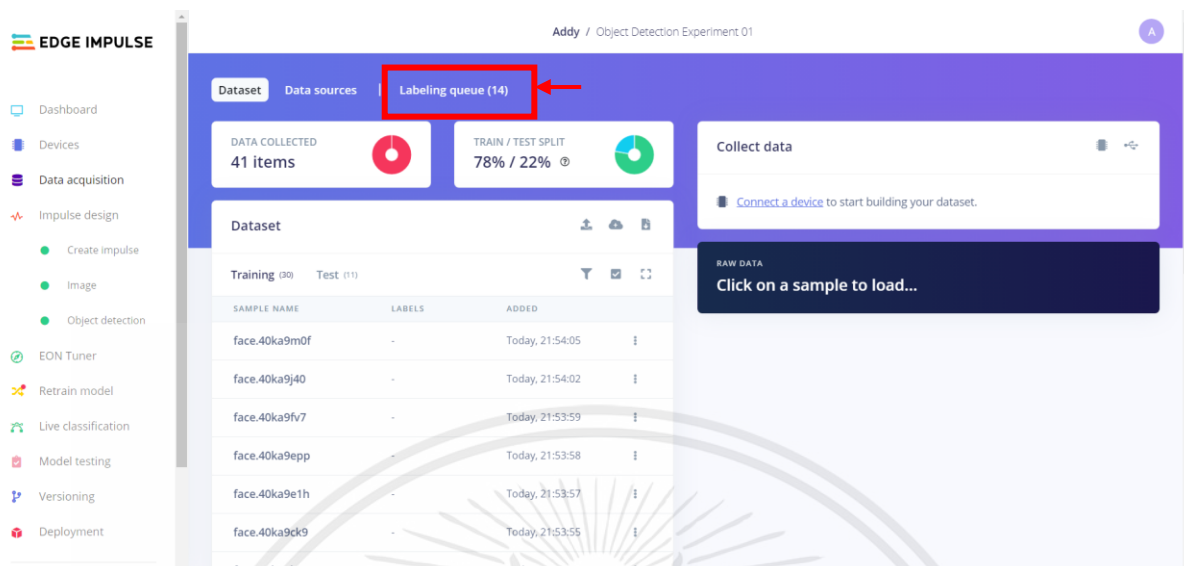 EDGE IMPULSE
Addy / Object Detection Experiment 01
A
Dashboard
Devices
Data acquisition
Impulse design
Create impulse
Image
Object detection
EON Tuner
Retrain model
Live classification
Model testing
Versioning
Deployment
Dataset Data sources | Labeling queue (14)
DATA COLLECTED
41 items
TRAIN / TEST SPLIT
78% / 22% ?
Collect data
Connect a device to start building your dataset.
RAW DATA
Click on a sample to load...
Dataset
Training (30) Test (11)
SAMPLE NAME LABELS ADDED
face.40ka9m0f - Today, 21:54:05
face.40ka9j40 - Today, 21:54:02
face.40ka9fv7 - Today, 21:53:59
face.40ka9epp - Today, 21:53:58
face.40ka9e1h - Today, 21:53:57
face.40ka9ck9 - Today, 21:53:55